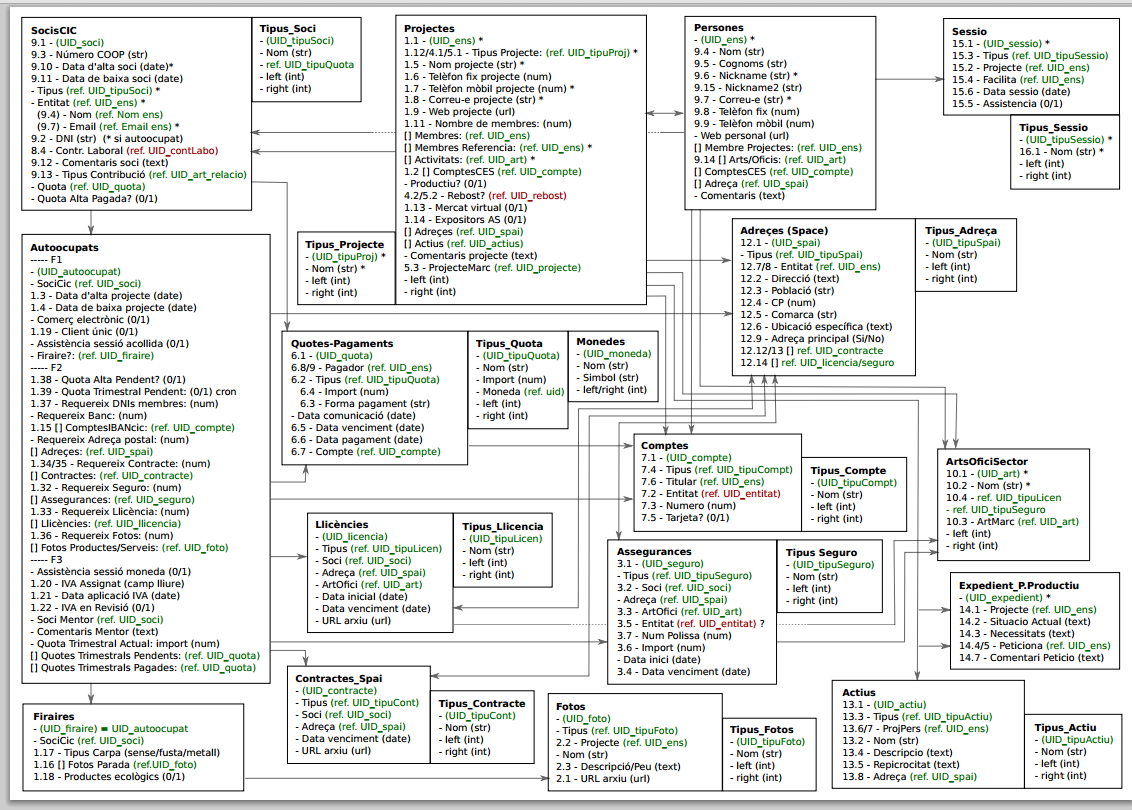 SocisCIC
9.1 - (UID_soci)
9.3 - Número COOP (str)
9.10 - Data d'alta soci (date)*
9.11 - Data de baixa soci (date)
- Tipus (ref. UID_tipuSoci) *
- Entitat (ref. UID_ens) *
(9.4) - Nom (ref. Nom ens)
(9.7) - Email (ref. Email ens) *
9.2 - DNI (str) (* si autoocupat)
8.4 - Contr. Laboral (ref. UID_contLabo)
9.12 - Comentaris soci (text)
9.13 - Tipus Contribució (ref. UID_art_relacio)
- Quota (ref. UID_quota)
- Quota Alta Pagada? (0/1)
Tipus_Soci
- (UID_tipuSoci)
- Nom (str)
- ref. UID_tipuQuota
- left (int)
- right (int)
Projectes
1.1 - (UID_ens) *
1.12/4.1/5.1 - Tipus Projecte: (ref. UID_tipuProj) *
1.5 - Nom projecte (str) *
1.6 - Telèfon fix projecte (num)
1.7 - Telèfon mòbil projecte (num) *
1.8 - Correu-e projecte (str) *
1.9 - Web projecte (url)
1.11 - Nombre de membres: (num)
[] Membres: (ref. UID_ens)
[] Membres Referencia: (ref. UID_ens) *
[] Activitats: (ref. UID_art) *
1.2 [] ComptesCES (ref. UID_compte)
- Productiu? (0/1)
4.2/5.2 - Rebost? (ref. UID_rebost)
1.13 - Mercat virtual (0/1)
1.14 - Expositors AS (0/1)
[] Adreçes (ref. UID_spai)
[] Actius (ref. UID_actius)
- Comentaris projecte (text)
5.3 - ProjecteMarc (ref. UID_projecte)
- left (int)
- right (int)
Tipus_Projecte
- (UID_tipuProj) *
- Nom (str) *
- left (int)
- right (int)
Persones
- (UID_ens) *
9.4 - Nom (str) *
9.5 - Cognoms (str)
9.6 - Nickname (str) *
9.15 - Nickname2 (str)
9.7 - Correu-e (str) *
9.8 - Telèfon fix (num)
9.9 - Telèfon mòbil (num)
- Web personal (url)
[] Membre Projectes: (ref. UID_ens)
9.14 [] Arts/Oficis: (ref. UID_art)
[] ComptesCES (ref. UID_compte)
[] Adreça (ref. UID_spai)
- Comentaris (text)
Sessio
15.1 - (UID_sessio) *
15.3 - Tipus (ref. UID_tipuSessio)
15.2 - Projecte (ref. UID_ens)
15.4 - Facilita (ref. UID_ens)
15.6 - Data sessio (date)
15.5 - Assistencia (0/1)
Tipus_Sessio
- (UID_tipuSessio) *
16.1 - Nom (str) *
- left (int)
- right (int)
Adreçes (Space)
12.1 - (UID_spai)
- Tipus (ref. UID_tipuSpai)
12.7/8 - Entitat (ref. UID_ens)
12.2 - Direcció (text)
12.3 - Població (str)
12.4 - CP (num)
12.5 - Comarca (str)
12.6 - Ubicació específica (text)
12.9 - Adreça principal (Si/No)
12.12/13 [] ref. UID_contracte
12.14 [] ref. UID_licencia/seguro
Tipus_Adreça
- (UID_tipuSpai)
- Nom (str)
- left (int)
- right (int)
Autoocupats
----- F1
- (UID_autoocupat)
- SociCic (ref. UID_soci)
1.3 - Data d'alta projecte (date)
1.4 - Data de baixa projecte (date)
- Comerç electrònic (0/1)
1.19 - Client únic (0/1)
- Assistència sessió acollida (0/1)
- Firaire?: (ref. UID_firaire)
----- F2
1.38 - Quota Alta Pendent? (0/1)
1.39 - Quota Trimestral Pendent: (0/1) cron
1.37 - Requereix DNIs membres: (num)
- Requereix Banc: (num)
1.15 [] ComptesIBANcic: (ref. UID_compte)
- Requereix Adreça postal: (num)
[] Adreçes: (ref. UID_spai)
1.34/35 - Requereix Contracte: (num)
[] Contractes: (ref. UID_contracte)
1.32 - Requereix Seguro: (num)
[] Assegurances: (ref. UID_seguro)
1.33 - Requereix Llicència: (num)
[] Llicències: (ref. UID_llicencia)
1.36 - Requereix Fotos: (num)
[] Fotos Productes/Serveis: (ref. UID_foto)
----- F3
- Assistència sessió moneda (0/1)
1.20 - IVA Assignat (camp lliure)
1.21 - Data aplicació IVA (date)
1.22 - IVA en Revisió (0/1)
- Soci Mentor (ref. UID_soci)
- Comentaris Mentor (text)
- Quota Trimestral Actual: import (num)
[] Quotes Trimestrals Pendents: (ref. UID_quota)
[] Quotes Trimestrals Pagades: (ref. UID_quota)
Quotes-Pagaments
6.1 - (UID_quota)
6.8/9 - Pagador (ref. UID_ens)
6.2 - Tipus (ref. UID_tipuQuota)
6.4 - Import (num)
6.3 - Forma pagament (str)
- Data comunicació (date)
6.5 - Data venciment (date)
6.6 - Data pagament (date)
6.7 - Compte (ref. UID_compte)
Tipus_Quota
- (UID_tipuQuota)
- Nom (str)
- Import (num)
- Moneda (ref. uid)
- left (int)
- right (int)
Monedes
- (UID_moneda)
- Nom (str)
- Simbol (str)
- left/right (int)
Comptes
7.1 - (UID_compte)
7.4 - Tipus (ref. UID_tipuCompt)
7.6 - Titular (ref. UID_ens)
7.2 - Entitat (ref. UID_entitat)
7.3 - Numero (num)
7.5 - Tarjeta? (0/1)
Tipus_Compte
- (UID_tipuCompt)
- Nom (str)
- left (int)
- right (int)
ArtsOficiSector
10.1 - (UID_art) *
10.2 - Nom (str) *
10.4 - ref. UID_tipuLicen
- ref. UID_tipuSeguro
10.3 - ArtMarc (ref. UID_art)
- left (int)
- right (int)
Llicències
- (UID_licencia)
- Tipus (ref. UID_tipuLicen)
- Soci (ref. UID_soci)
- Adreça (ref. UID_spai)
- ArtOfici (ref. UID_art)
- Data inicial (date)
- Data venciment (date)
- URL arxiu (url)
Tipus_Llicencia
- (UID_tipuLicen)
- Nom (str)
- left (int)
- right (int)
Assegurances
3.1 - (UID_seguro)
- Tipus (ref. UID_tipuSeguro)
3.2 - Soci (ref. UID_soci)
- Adreça (ref. UID_spai)
3.3 - ArtOfici (ref. UID_art)
3.5 - Entitat (ref. UID_entitat) ?
3.7 - Num Polissa (num)
3.6 - Import (num)
- Data inici (date)
3.4 - Data venciment (date)
Tipus Seguro
- (UID_tipuSeguro)
- Nom (str)
- left (int)
- right (int)
Expedient_P.Productiu
- (UID_expedient) *
14.1 - Projecte (ref. UID_ens)
14.2 - Situacio Actual (text)
14.3 - Necessitats (text)
14.4/5 - Peticiona (ref. UID_ens)
14.7 - Comentari Peticio (text)
Contractes_Spai
- (UID_contracte)
- Tipus (ref. UID_tipuCont)
- Soci (ref. UID_soci)
- Adreça (ref. UID_spai)
- Data venciment (date)
- URL arxiu (url)
Tipus_Contracte
- (UID_tipuCont)
- Nom (str)
- left (int)
- right (int)
Firaires
- (UID_firaire) = UID_autoocupat
- SociCic (ref. UID_soci)
1.17 - Tipus Carpa (sense/fusta/metall)
1.16 [] Fotos Parada (ref.UID_foto)
1.18 - Productes ecològics (0/1)
Fotos
- (UID_foto)
- Tipus (ref. UID_tipuFoto)
2.2 - Projecte (ref. UID_ens)
- Nom (str)
2.3 - Descripció/Peu (text)
2.1 - URL arxiu (url)
Tipus_Fotos
- (UID_tipuFoto)
- Nom (str)
- left (int)
- right (int)
Actius
13.1 - (UID_actiu)
13.3 - Tipus (ref. UID_tipuActiu)
13.6/7 - ProjPers (ref. UID_ens)
13.2 - Nom (str)
13.4 - Descripcio (text)
13.5 - Repicrocitat (text)
13.8 - Adreça (ref. UID_spai)
Tipus_Actiu
- (UID_tipuActiu)
- Nom (str)
- left (int)
- right (int)